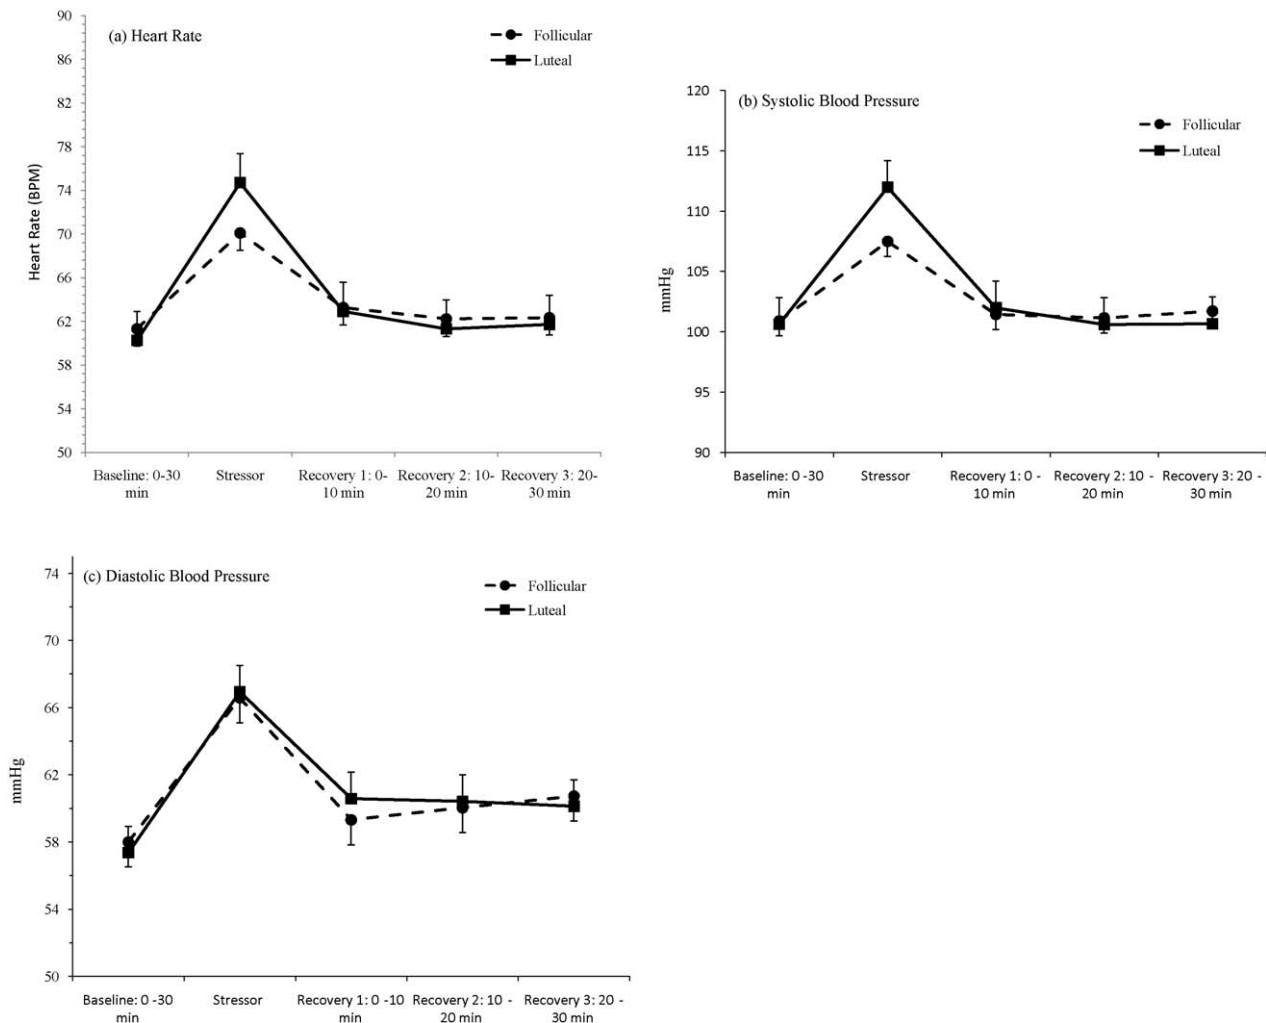 90
(a) Heart Rate
Follicular
Luteal
86
82
78
74
70
66
62
58
54
50
Heart Rate (BPM)
Baseline: 0-30
min
Stressor
Recovery 1: 0-
10 min
Recovery 2: 10-
20 min
Recovery 3: 20-
30 min
120
(b) Systolic Blood Pressure
Follicular
Luteal
115
110
105
100
95
90
mmHg
Baseline: 0 -30
min
Stressor
Recovery 1: 0 -
10 min
Recovery 2: 10 -
20 min
Recovery 3: 20 -
30 min
74
(c) Diastolic Blood Pressure
Follicular
Luteal
70
66
62
58
54
50
mmHg
Baseline: 0 -30
min
Stressor
Recovery 1: 0 -10
min
Recovery 2: 10 -
20 min
Recovery 3: 20 -
30 min